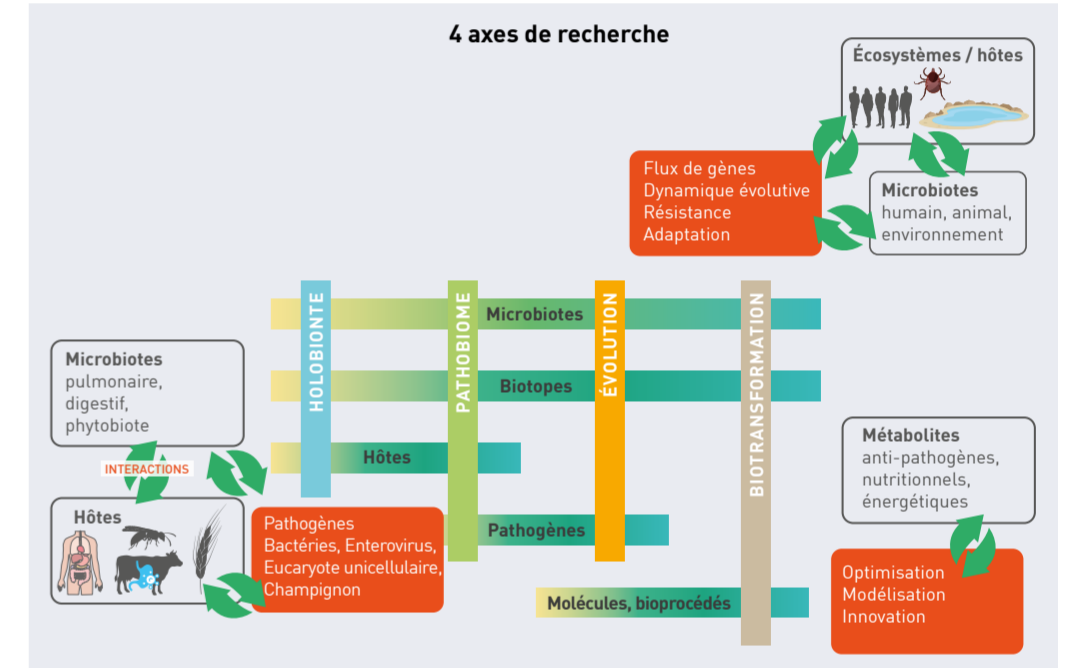 4 axes de recherche
Écosystèmes / hôtes
Flux de gènes
Dynamique évolutive
Résistance
Adaptation
Microbiotes
humain, animal,
environnement
HOLOBIONTE
PATHOBIOME
ÉVOLUTION
BIOTRANSFORMATION
Microbiotes
Biotopes
Hôtes
Pathogènes
Molécules, bioprocédés
Microbiotes
pulmonaire,
digestif,
phytobiote
INTERACTIONS
Hôtes
Pathogènes
Bactéries, Enterovirus,
Eucaryote unicellulaire,
Champignon
Métabolites
anti-pathogènes,
nutritionnels,
énergétiques
Optimisation
Modélisation
Innovation